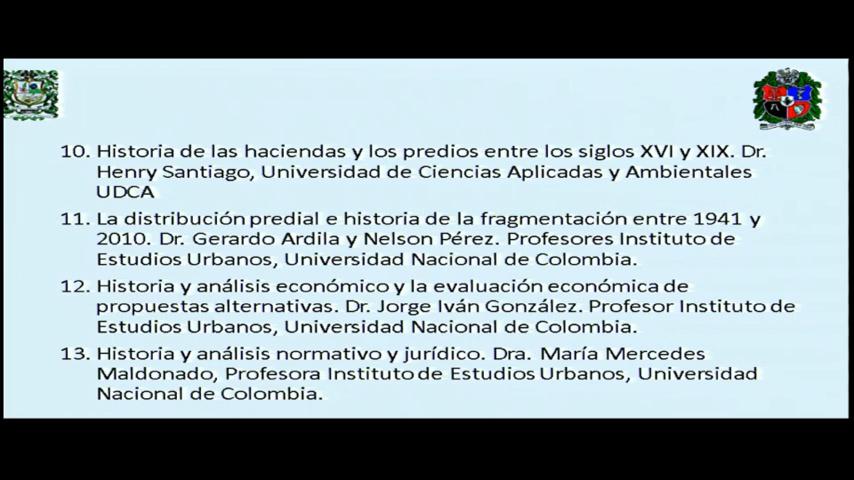 10. Historia de las haciendas y los predios entre los siglos XVI y XIX. Dr.
Henry Santiago, Universidad de Ciencias Aplicadas y Ambientales
UDCA
11. La distribución predial e historia de la fragmentación entre 1941 y
2010. Dr. Gerardo Ardila y Nelson Pérez. Profesores Instituto de
Estudios Urbanos, Universidad Nacional de Colombia.
12. Historia y análisis económico y la evaluación económica de
propuestas alternativas. Dr. Jorge Iván González. Profesor Instituto de
Estudios Urbanos, Universidad Nacional de Colombia.
13. Historia y análisis normativo y jurídico. Dra. María Mercedes
Maldonado, Profesora Instituto de Estudios Urbanos, Universidad
Nacional de Colombia.